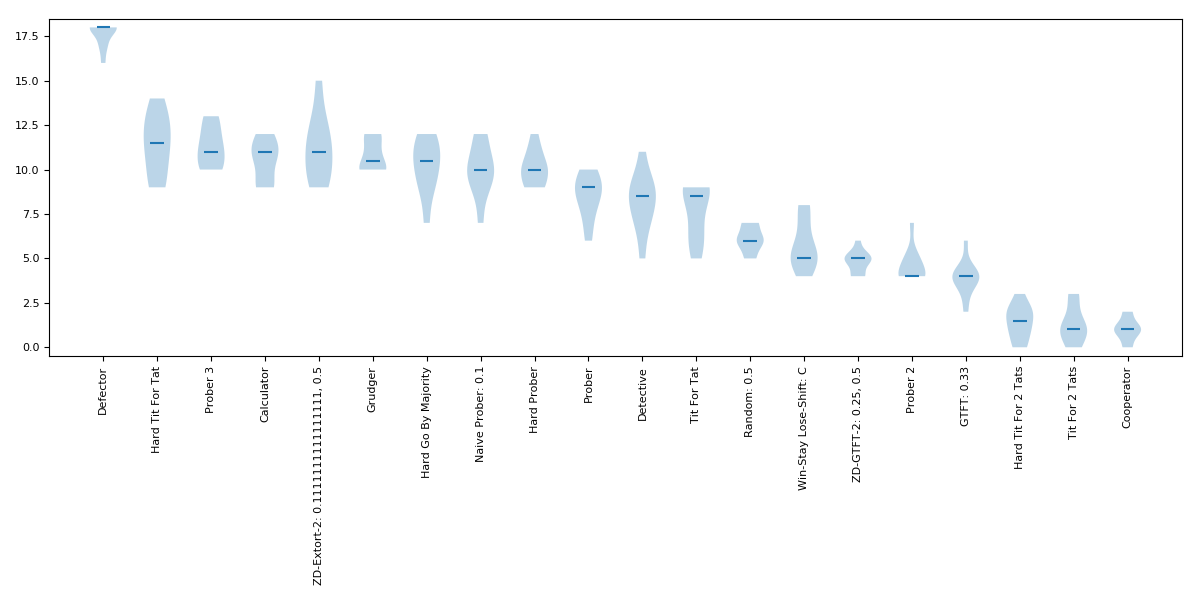 17.5
15.0
12.5
10.0
7.5
5.0
2.5
0.0
Defector
Hard Tit For Tat
Prober 3
Calculator
ZD-Extort-2: 0.1111111111111111, 0.5
Grudger
Hard Go By Majority
Naive Prober: 0.1
Hard Prober
Prober
Detective
Tit For Tat
Random: 0.5
Win-Stay Lose-Shift: C
ZD-GTFT-2: 0.25, 0.5
Prober 2
GTFT: 0.33
Hard Tit For 2 Tats
Tit For 2 Tats
Cooperator